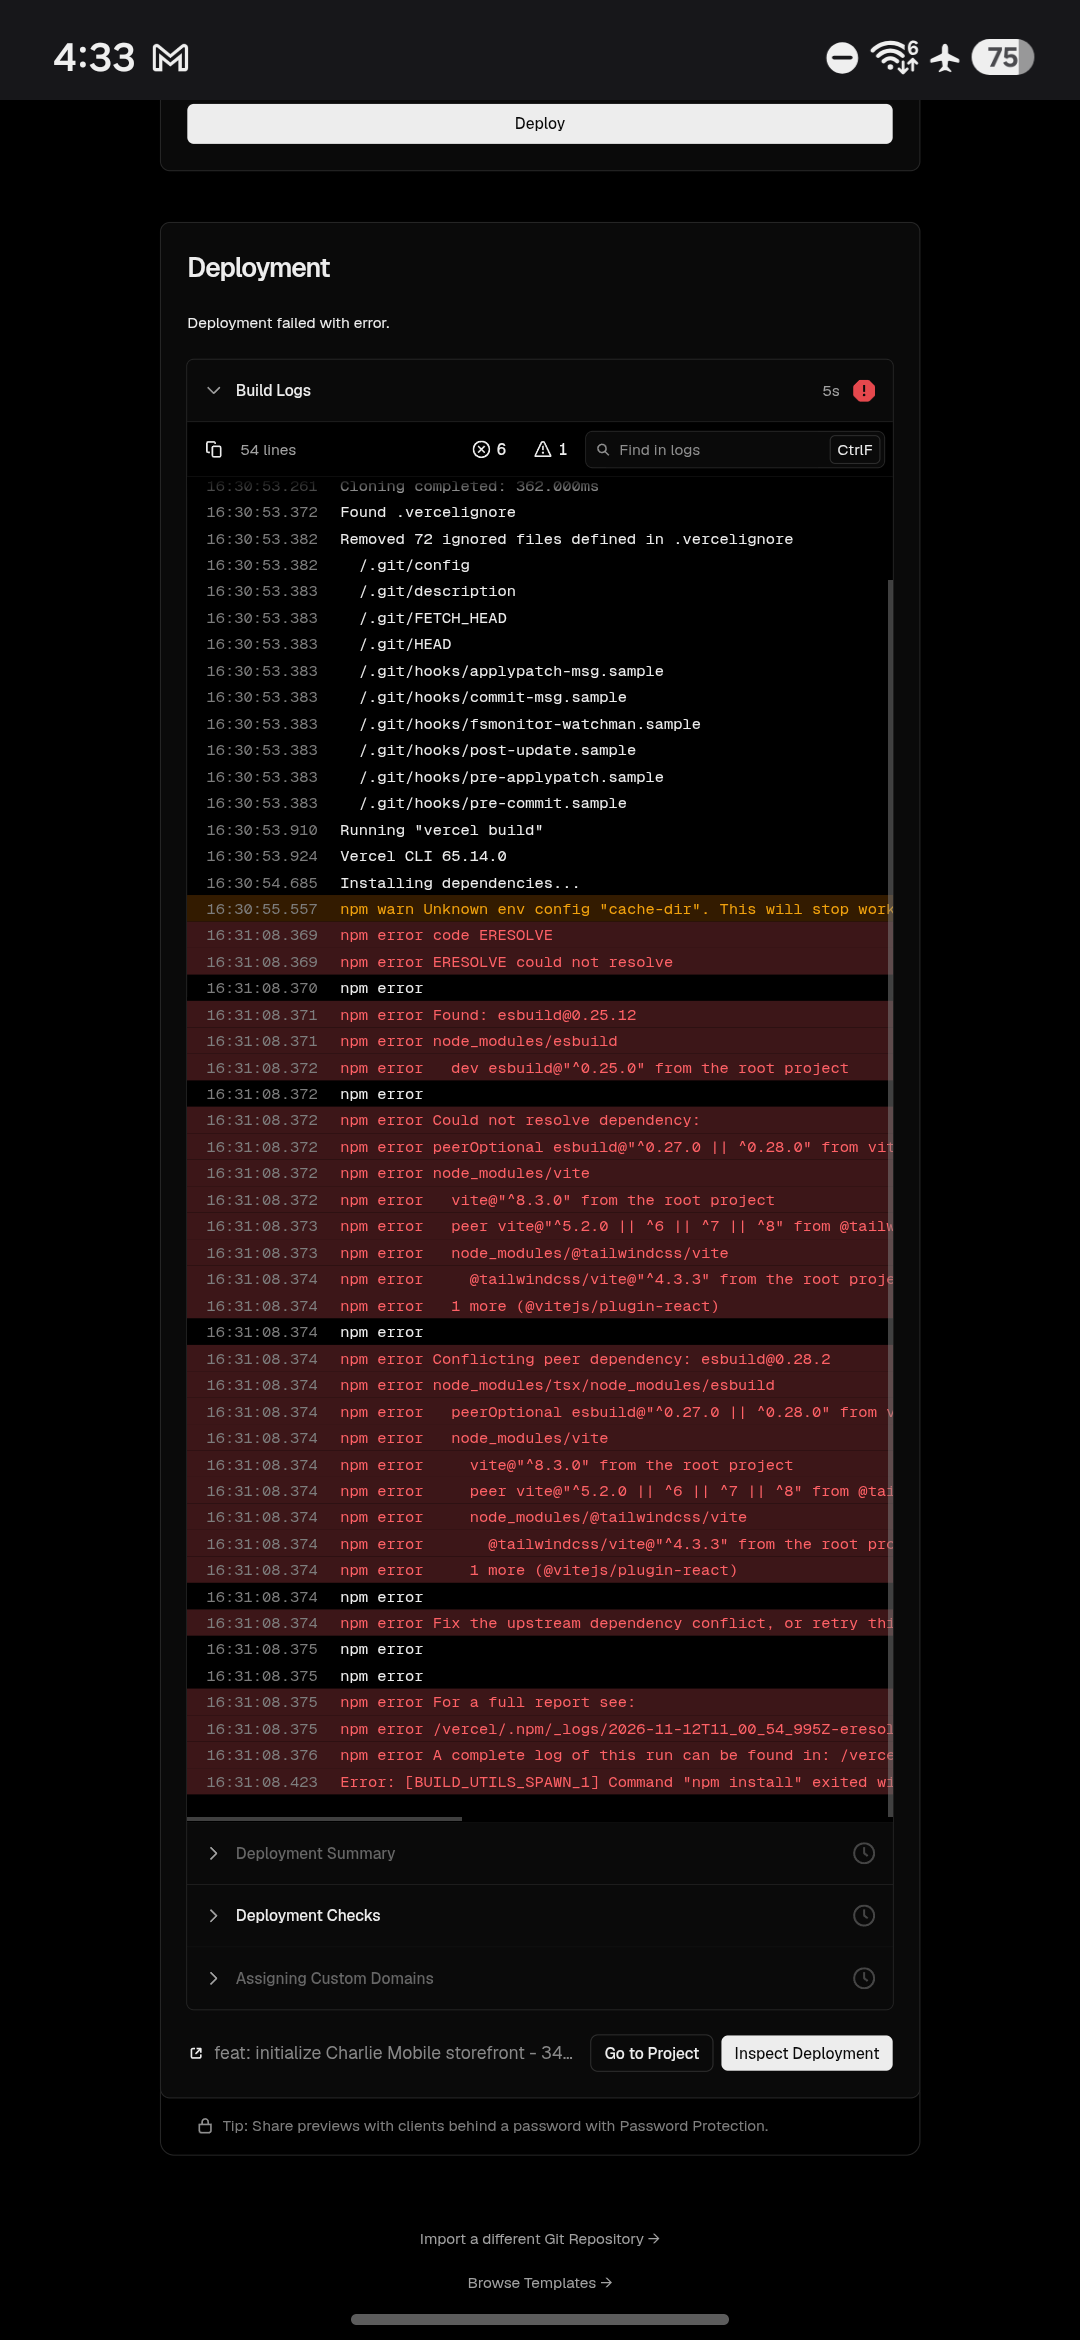 4:33
6
75
Deploy
Deployment
Deployment failed with error.
Build Logs 5s
54 lines 6 1 Find in logs CtrlF
16:30:53.261 Cloning completed: 362.000ms
16:30:53.372 Found .vercelignore
16:30:53.382 Removed 72 ignored files defined in .vercelignore
16:30:53.382 /.git/config
16:30:53.383 /.git/description
16:30:53.383 /.git/FETCH_HEAD
16:30:53.383 /.git/HEAD
16:30:53.383 /.git/hooks/applypatch-msg.sample
16:30:53.383 /.git/hooks/commit-msg.sample
16:30:53.383 /.git/hooks/fsmonitor-watchman.sample
16:30:53.383 /.git/hooks/post-update.sample
16:30:53.383 /.git/hooks/pre-applypatch.sample
16:30:53.383 /.git/hooks/pre-commit.sample
16:30:53.910 Running "vercel build"
16:30:53.924 Vercel CLI 65.14.0
16:30:54.685 Installing dependencies...
16:30:55.557 npm warn Unknown env config "cache-dir". This will stop work
16:31:08.369 npm error code ERESOLVE
16:31:08.369 npm error ERESOLVE could not resolve
16:31:08.370 npm error
16:31:08.371 npm error Found: esbuild@0.25.12
16:31:08.371 npm error node_modules/esbuild
16:31:08.372 npm error dev esbuild@"^0.25.0" from the root project
16:31:08.372 npm error
16:31:08.372 npm error Could not resolve dependency:
16:31:08.372 npm error peerOptional esbuild@"^0.27.0 || ^0.28.0" from vit
16:31:08.372 npm error node_modules/vite
16:31:08.372 npm error vite@"^8.3.0" from the root project
16:31:08.373 npm error peer vite@"^5.2.0 || ^6 || ^7 || ^8" from @tailw
16:31:08.373 npm error node_modules/@tailwindcss/vite
16:31:08.374 npm error @tailwindcss/vite@"^4.3.3" from the root proje
16:31:08.374 npm error 1 more (@vitejs/plugin-react)
16:31:08.374 npm error
16:31:08.374 npm error Conflicting peer dependency: esbuild@0.28.2
16:31:08.374 npm error node_modules/tsx/node_modules/esbuild
16:31:08.374 npm error peerOptional esbuild@"^0.27.0 || ^0.28.0" from v
16:31:08.374 npm error node_modules/vite
16:31:08.374 npm error vite@"^8.3.0" from the root project
16:31:08.374 npm error peer vite@"^5.2.0 || ^6 || ^7 || ^8" from @tai
16:31:08.374 npm error node_modules/@tailwindcss/vite
16:31:08.374 npm error @tailwindcss/vite@"^4.3.3" from the root pro
16:31:08.374 npm error 1 more (@vitejs/plugin-react)
16:31:08.374 npm error
16:31:08.374 npm error Fix the upstream dependency conflict, or retry thi
16:31:08.375 npm error
16:31:08.375 npm error
16:31:08.375 npm error For a full report see:
16:31:08.375 npm error /vercel/.npm/_logs/2026-11-12T11_00_54_995Z-eresol
16:31:08.376 npm error A complete log of this run can be found in: /verce
16:31:08.423 Error: [BUILD_UTILS_SPAWN_1] Command "npm install" exited wi
Deployment Summary
Deployment Checks
Assigning Custom Domains
feat: initialize Charlie Mobile storefront - 34... Go to Project Inspect Deployment
Tip: Share previews with clients behind a password with Password Protection.
Import a different Git Repository →
Browse Templates →